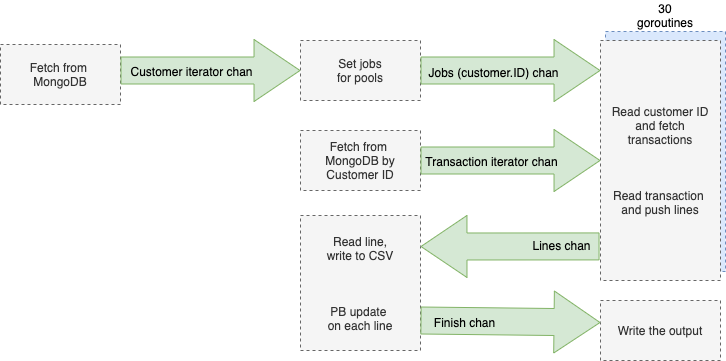 30
goroutines
Fetch from
MongoDB
Customer iterator chan
Set jobs
for pools
Jobs (customer.ID) chan
Read customer ID
and fetch
transactions
Fetch from
MongoDB by
Customer ID
Transaction iterator chan
Read transaction
and push lines
Read line,
write to CSV
Lines chan
PB update
on each line
Finish chan
Write the output